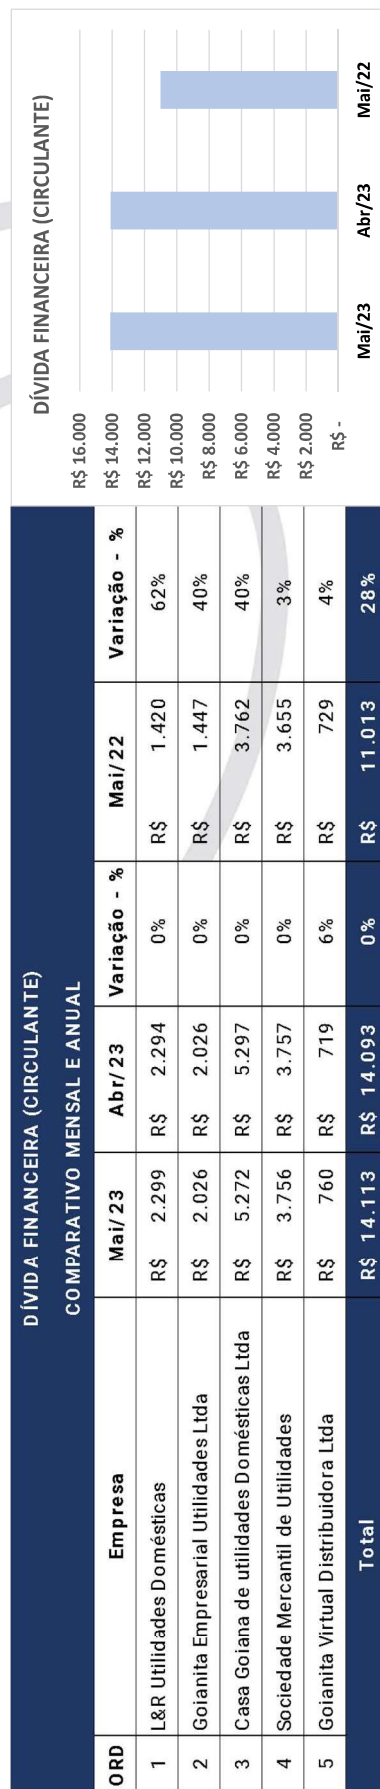 DÍVIDA FINANCEIRA (CIRCULANTE)
COMPARATIVO MENSAL E ANUAL
ORD Empresa Mai/23 Abr/23 Variação - % Mai/22 Variação - %
1 L&R Utilidades Domésticas R$ 2.299 R$ 2.294 0% R$ 1.420 62%
2 Goianita Empresarial Utilidades Ltda R$ 2.026 R$ 2.026 0% R$ 1.447 40%
3 Casa Goiana de utilidades Domésticas Ltda R$ 5.272 R$ 5.297 0% R$ 3.762 40%
4 Sociedade Mercantil de Utilidades R$ 3.756 R$ 3.757 0% R$ 3.655 3%
5 Goianita Virtual Distribuidora Ltda R$ 760 R$ 719 6% R$ 729 4%
Total R$ 14.113 R$ 14.093 0% R$ 11.013 28%
DÍVIDA FINANCEIRA (CIRCULANTE)
R$ 16.000
R$ 14.000
R$ 12.000
R$ 10.000
R$ 8.000
R$ 6.000
R$ 4.000
R$ 2.000
R$ -
Mai/23 Abr/23 Mai/22